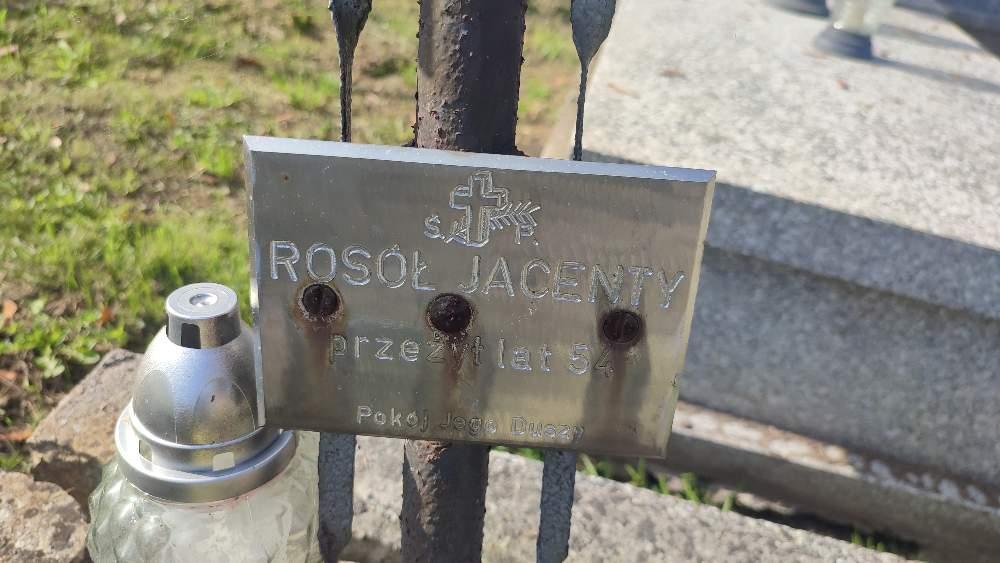 Ś. P.
ROSÓŁ JACENTY
przeżył lat 54
Pokój Jego Duszy